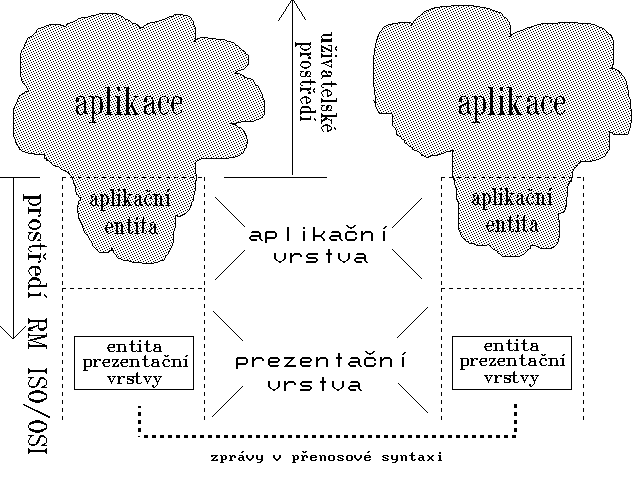 aplikace
uživatelské
prostředí
aplikace
aplikační
entita
aplikační
entita
prostředí RM ISO/OSI
aplikační
vrstva
entita
prezentační
vrstvy
prezentační
vrstva
entita
prezentační
vrstvy
zprávy v přenosové syntaxi